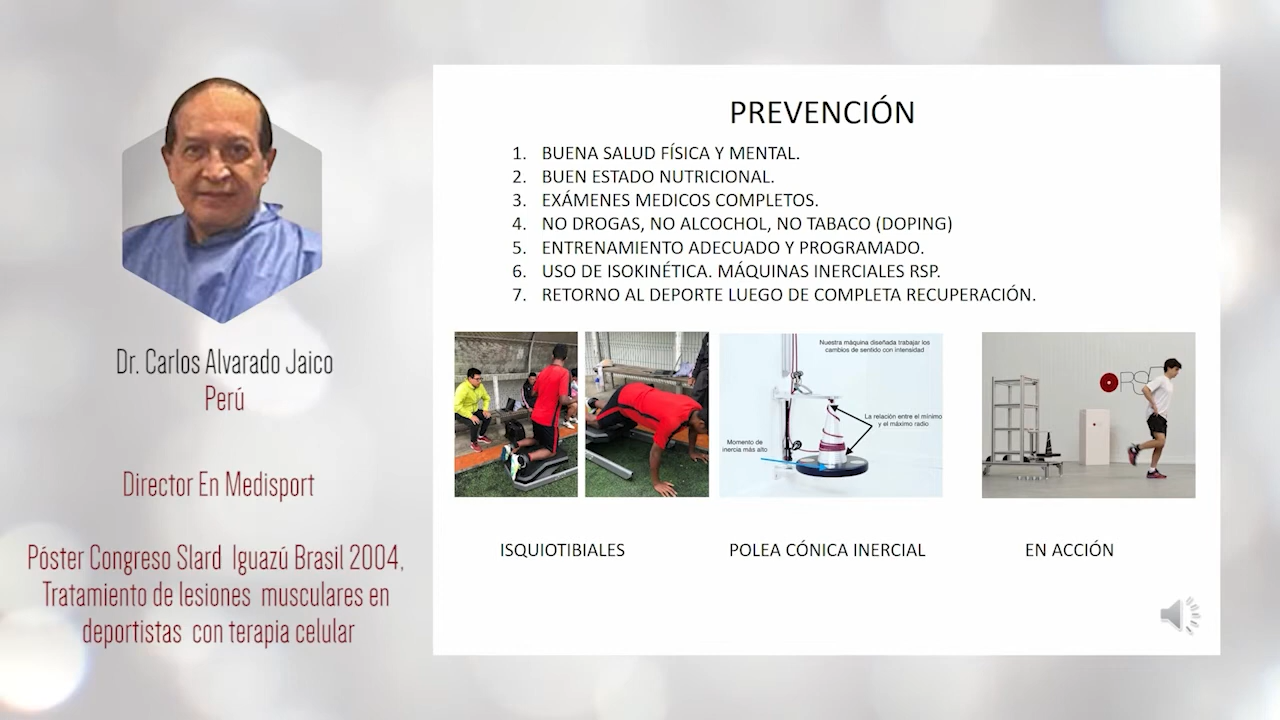 Dr. Carlos Alvarado Jaico
Perú
Director En Medisport
Póster Congreso Slard Iguazú Brasil 2004,
Tratamiento de lesiones musculares en
deportistas con terapia celular
PREVENCIÓN
1. BUENA SALUD FÍSICA Y MENTAL.
2. BUEN ESTADO NUTRICIONAL.
3. EXÁMENES MEDICOS COMPLETOS.
4. NO DROGAS, NO ALCOCHOL, NO TABACO (DOPING)
5. ENTRENAMIENTO ADECUADO Y PROGRAMADO.
6. USO DE ISOKINÉTICA. MÁQUINAS INERCIALES RSP.
7. RETORNO AL DEPORTE LUEGO DE COMPLETA RECUPERACIÓN.
Nuestra máquina diseñada trabajar los
cambios de sentido con intensidad
La relación entre el mínimo
y el máximo radio
Momento de
inercia más alto
RS
ISQUIOTIBIALES
POLEA CÓNICA INERCIAL
EN ACCIÓN